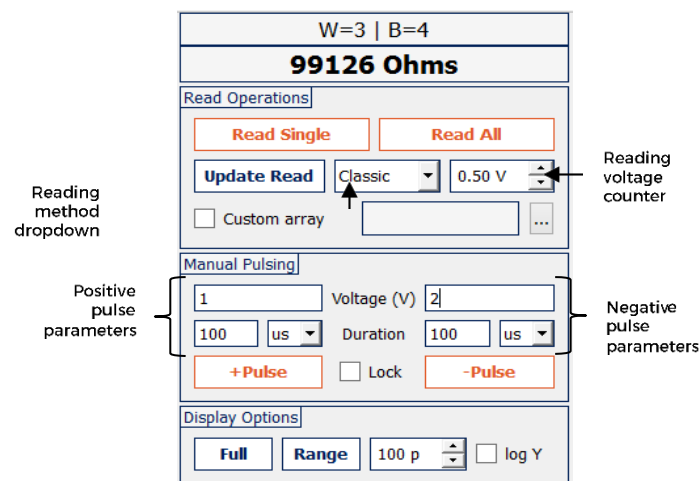 W=3 | B=4
99126 Ohms
Read Operations
Read Single
Read All
Update Read
Classic
0.50 V
Custom array
...
Reading
method
dropdown
Reading
voltage
counter
Manual Pulsing
1
Voltage (V)
2
100
us
Duration
100
us
+Pulse
Lock
-Pulse
Positive
pulse
parameters
Negative
pulse
parameters
Display Options
Full
Range
100 p
log Y